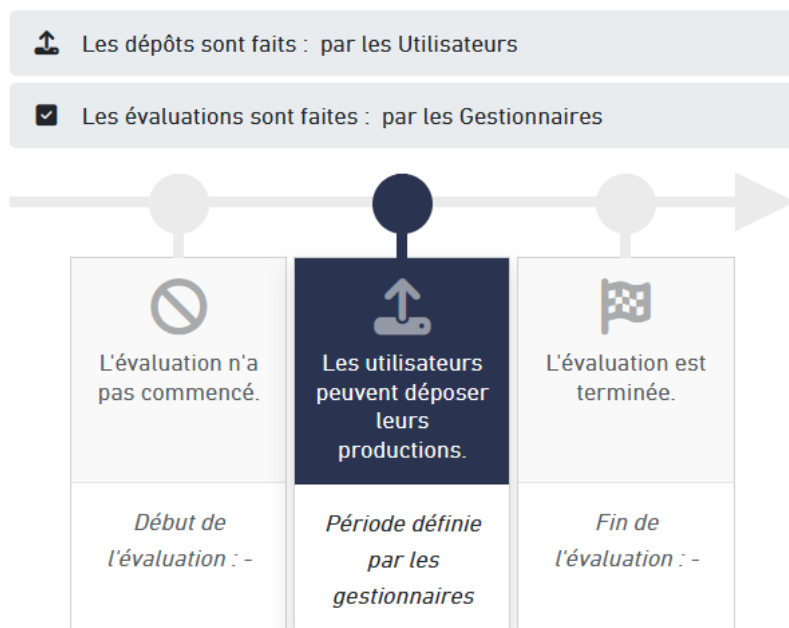 Les dépôts sont faits : par les Utilisateurs
Les évaluations sont faites : par les Gestionnaires
L'évaluation n'a
pas commencé.
Les utilisateurs
peuvent déposer
leurs
productions.
L'évaluation est
terminée.
Début de
l'évaluation : -
Période définie
par les
gestionnaires
Fin de
l'évaluation : -